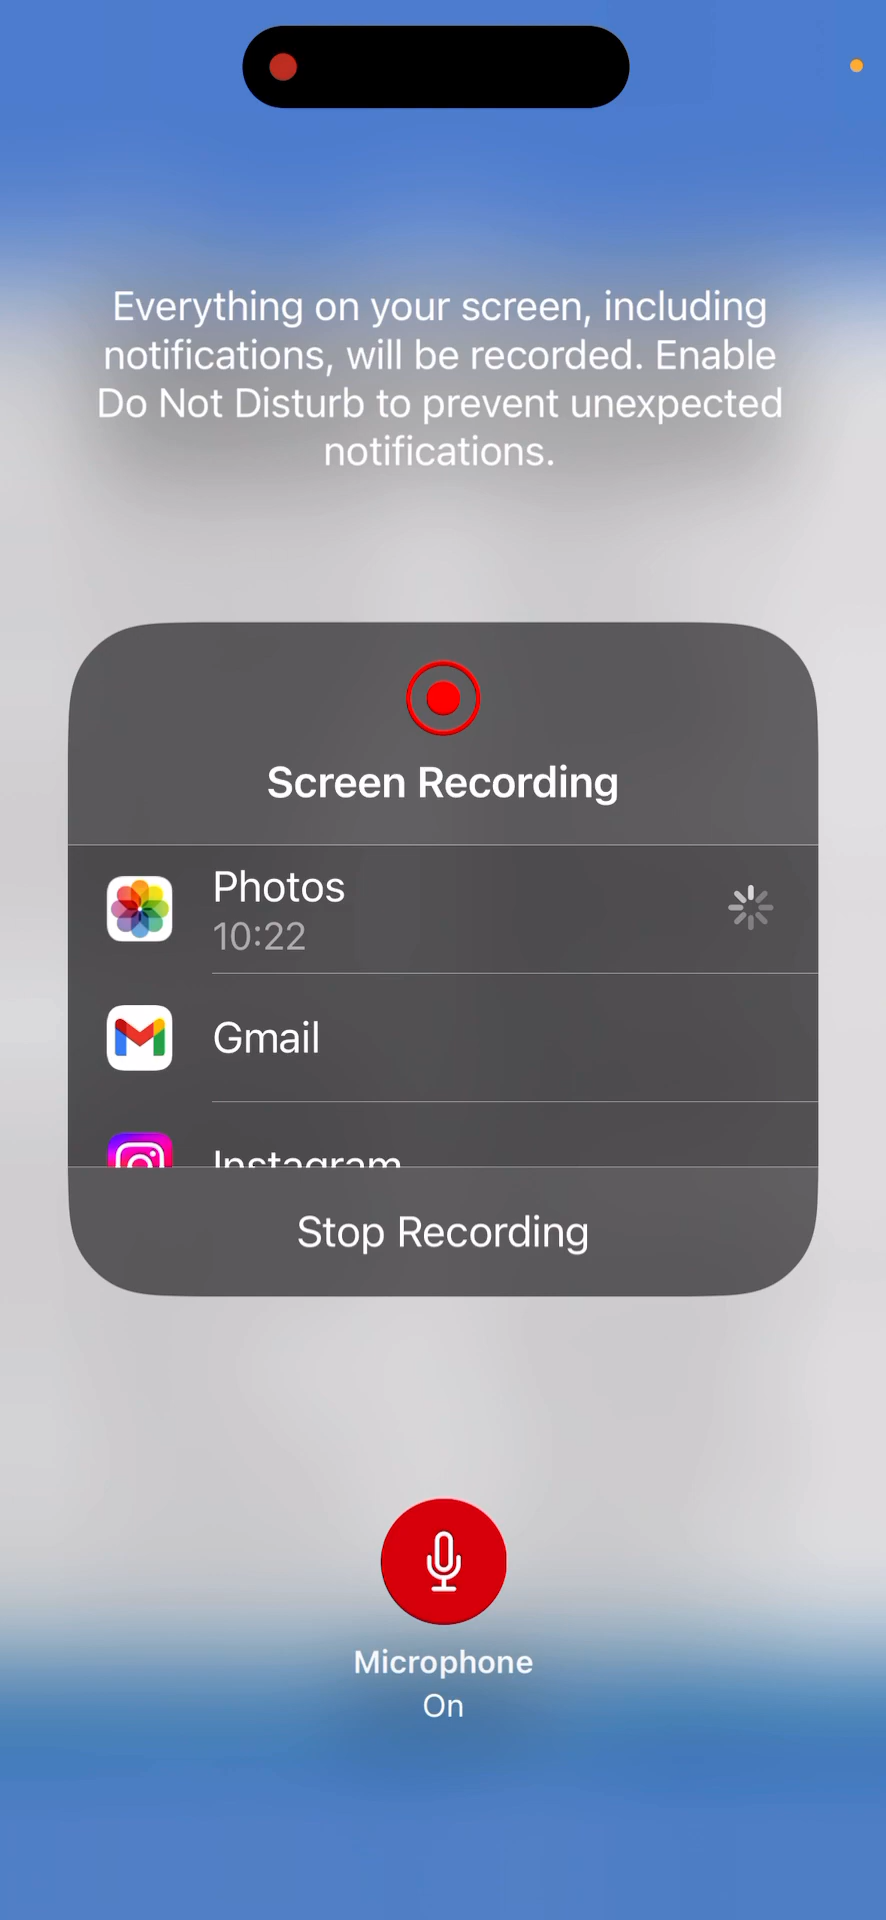 Everything on your screen, including
notifications, will be recorded. Enable
Do Not Disturb to prevent unexpected
notifications.
Screen Recording
Photos
10:22
Gmail
Instagram
Stop Recording
Microphone
On